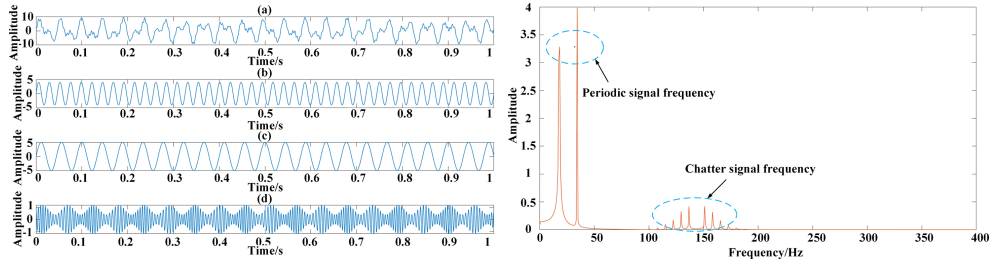 (a)
Amplitude
10
0
-10
0 0.1 0.2 0.3 0.4 0.5 0.6 0.7 0.8 0.9 1
Time/s
(b)
Amplitude
5
0
-5
0 0.1 0.2 0.3 0.4 0.5 0.6 0.7 0.8 0.9 1
Time/s
(c)
Amplitude
5
0
-5
0 0.1 0.2 0.3 0.4 0.5 0.6 0.7 0.8 0.9 1
Time/s
(d)
Amplitude
1
0
-1
0 0.1 0.2 0.3 0.4 0.5 0.6 0.7 0.8 0.9 1
Time/s
Amplitude
4
3.5
3
2.5
2
1.5
1
0.5
0
Periodic signal frequency
Chatter signal frequency
0 50 100 150 200 250 300 350 400
Frequency/Hz